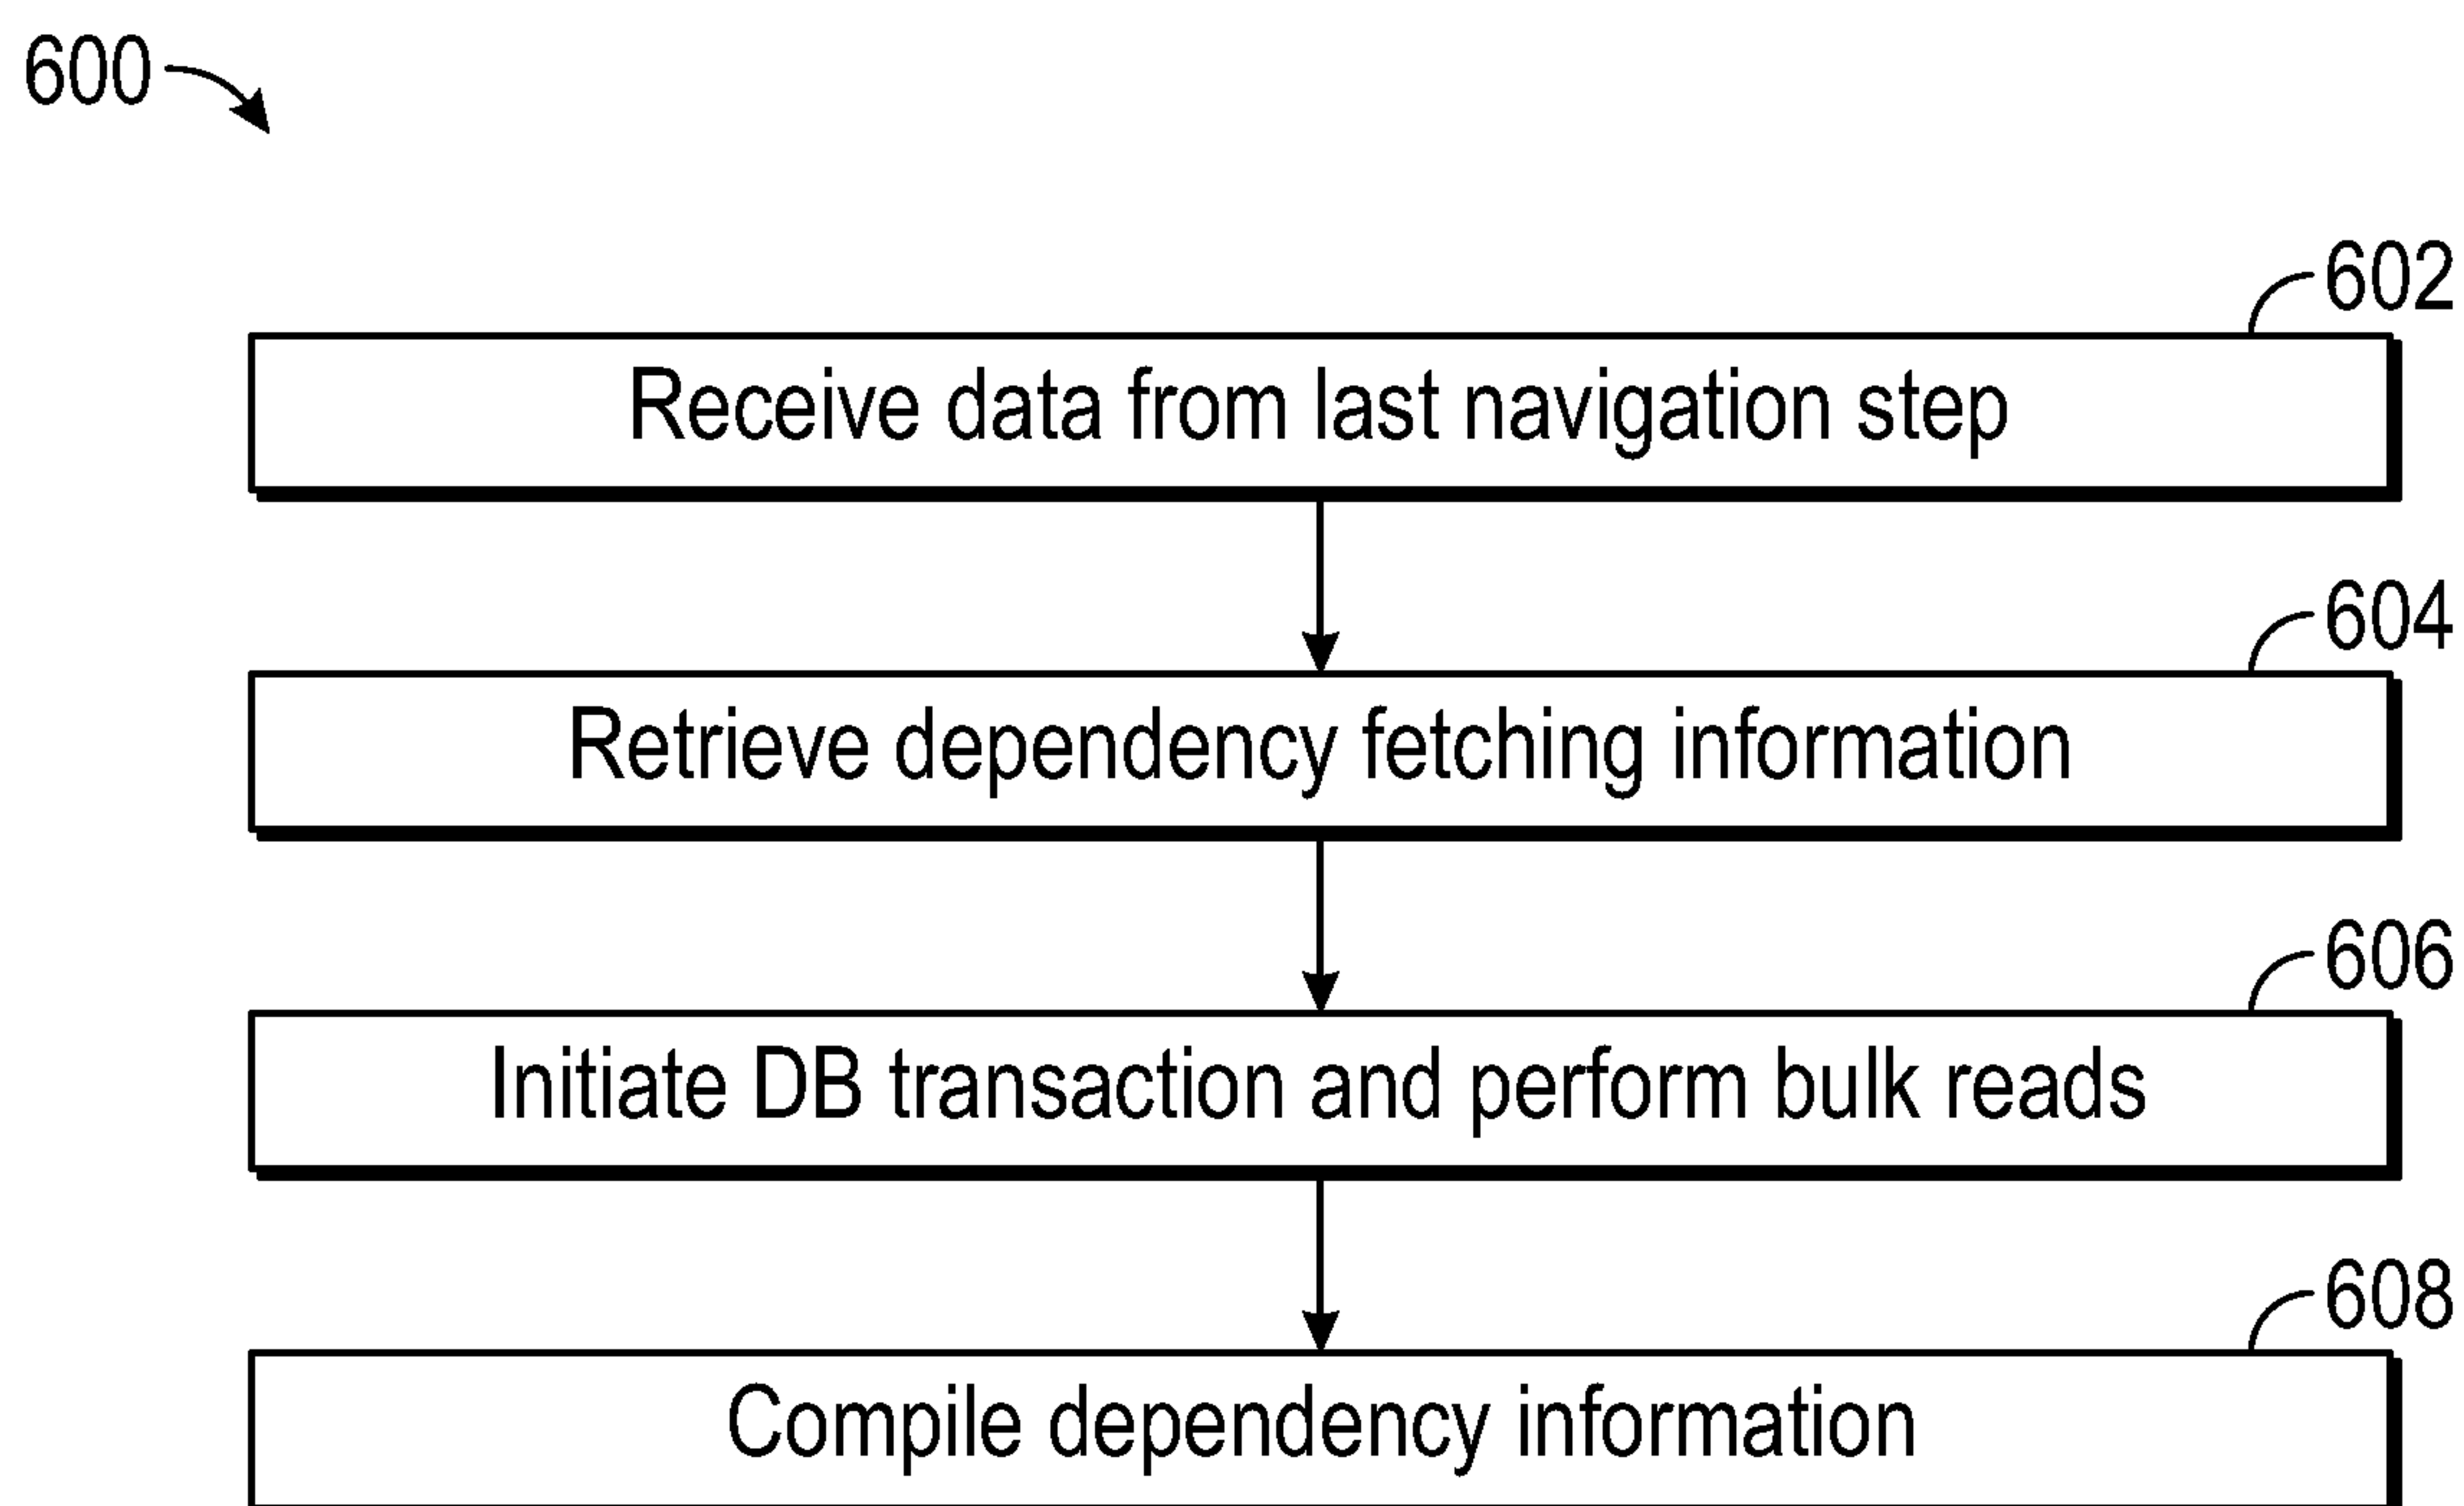 600
602
Receive data from last navigation step
604
Retrieve dependency fetching information
606
Initiate DB transaction and perform bulk reads
608
Compile dependency information